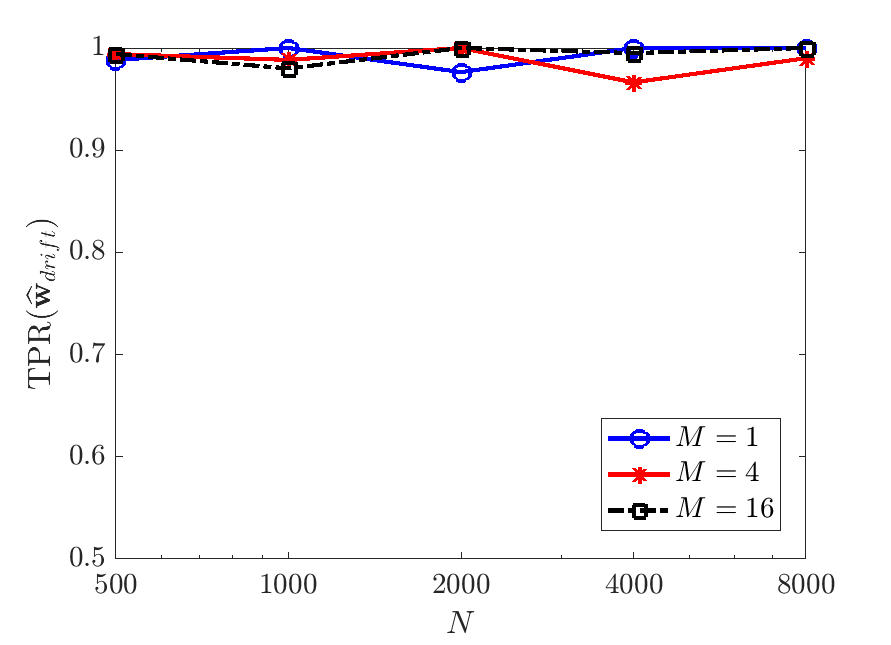 1
0.9
0.8
0.7
0.6
0.5
TPR(ŵ_drift)
500 1000 2000 4000 8000
N
M = 1
M = 4
M = 16